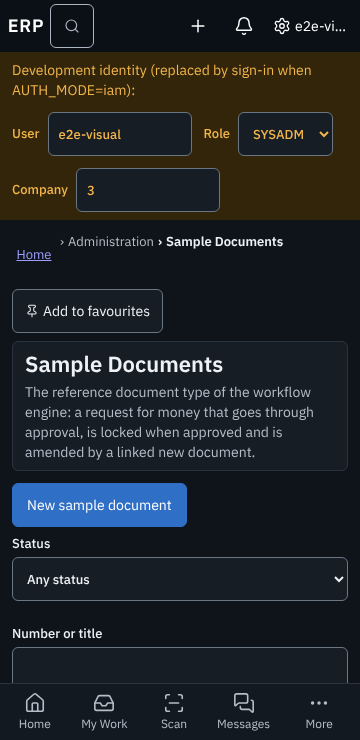 ERP
e2e-vi...
Development identity (replaced by sign-in when
AUTH_MODE=iam):
User e2e-visual Role SYSADM
Company 3
Home › Administration › Sample Documents
Add to favourites
Sample Documents
The reference document type of the workflow
engine: a request for money that goes through
approval, is locked when approved and is
amended by a linked new document.
New sample document
Status
Any status
Number or title
Home My Work Scan Messages More